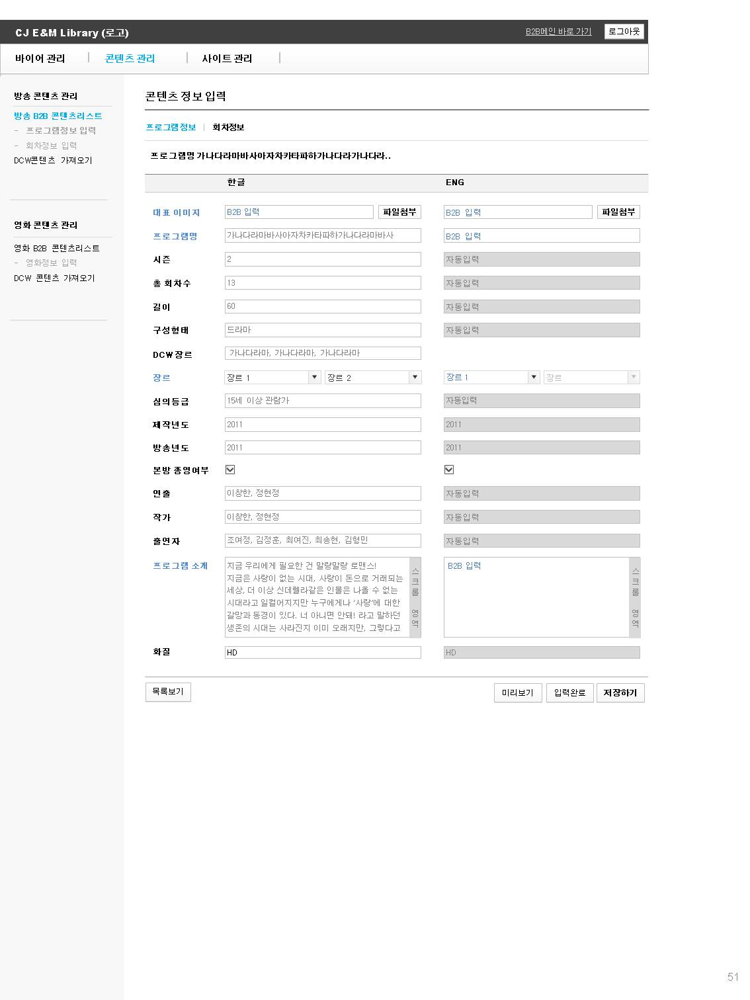 CJ E&M Library (로고)
B2B메인 바로 가기
로그아웃
바이어 관리
콘텐츠 관리
사이트 관리
방송 콘텐츠 관리
방송 B2B 콘텐츠리스트
- 프로그램정보 입력
- 회차정보 입력
DCW콘텐츠 가져오기
영화 콘텐츠 관리
영화 B2B 콘텐츠리스트
- 영화정보 입력
DCW 콘텐츠 가져오기
콘텐츠 정보 입력
프로그램정보 | 회차정보
프로그램명 가나다라마바사아자차카타파하가나다라가나다라..
한글 ENG
대표 이미지 B2B 입력 파일첨부 B2B 입력 파일첨부
프로그램명 가나다라마바사아자차카타파하가나다라마바사 B2B 입력
시즌 2 자동입력
총 회차수 13 자동입력
길이 60 자동입력
구성형태 드라마 자동입력
DCW 장르 가나다라마, 가나다라마, 가나다라마
장르 장르 1 장르 2 장르 1 장르
심의등급 15세 이상 관람가 자동입력
제작년도 2011 2011
방송년도 2011 2011
본방 종영여부
연출 이창한, 정현정 자동입력
작가 이창한, 정현정 자동입력
출연자 조여정, 김정훈, 최여진, 최송현, 김형민 자동입력
프로그램 소개 지금 우리에게 필요한 건 말랑말랑 로맨스! B2B 입력
지금은 사랑이 없는 시대, 사랑이 돈으로 거래되는
세상, 더 이상 신데렐라같은 인물은 나올 수 없는
시대라고 일컬어지지만 누구에게나 ‘사랑’에 대한
갈망과 동경이 있다. 너 아니면 안돼! 라고 말하던
생존의 시대는 사라진지 이미 오래지만, 그렇다고
스크롤 영역
스크롤 영역
화질 HD HD
목록보기
미리보기
입력완료
저장하기
51